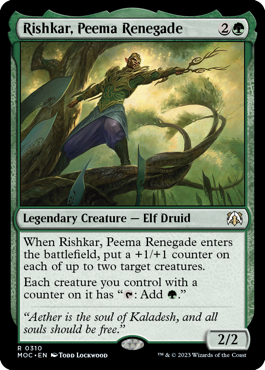 Rishkar, Peema Renegade 2
Legendary Creature — Elf Druid
When Rishkar, Peema Renegade enters
the battlefield, put a +1/+1 counter on
each of up to two target creatures.
Each creature you control with a
counter on it has “: Add .”
“Aether is the soul of Kaladesh, and all
souls should be free.”
2/2
R 0310
MOC • EN Todd Lockwood
™ & © 2023 Wizards of the Coast